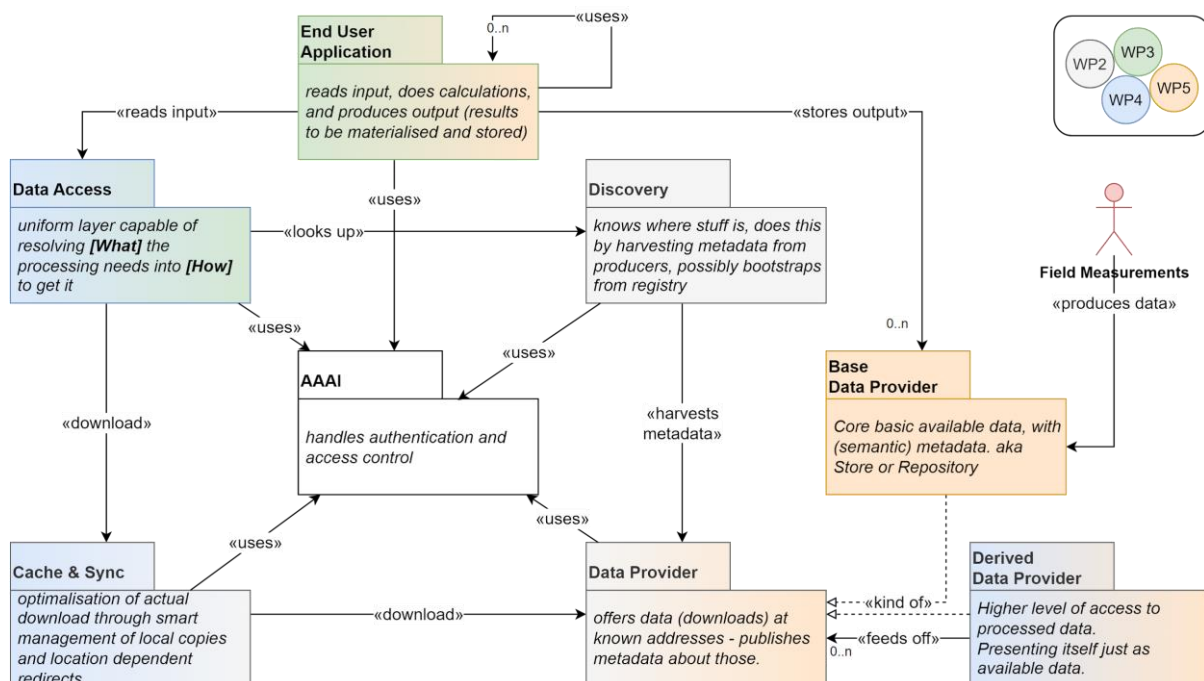 «uses»
0..n
End User
Application
reads input, does calculations,
and produces output (results
to be materialised and stored)
WP2
WP3
WP4
WP5
«reads input»
«stores output»
Data Access
uniform layer capable of
resolving [What] the
processing needs into [How]
to get it
«uses»
«looks up»
Discovery
knows where stuff is, does this
by harvesting metadata from
producers, possibly bootstraps
from registry
Field Measurements
«produces data»
0..n
«uses»
«uses»
AAAI
handles authentication and
access control
«download»
«harvests
metadata»
Base
Data Provider
Core basic available data, with
(semantic) metadata. aka
Store or Repository
«uses»
«uses»
Cache & Sync
optimalisation of actual
download through smart
management of local copies
and location dependent
redirects
«download»
Data Provider
offers data (downloads) at
known addresses - publishes
metadata about those.
«kind of»
«feeds off»
0..n
Derived
Data Provider
Higher level of access to
processed data.
Presenting itself just as
available data.